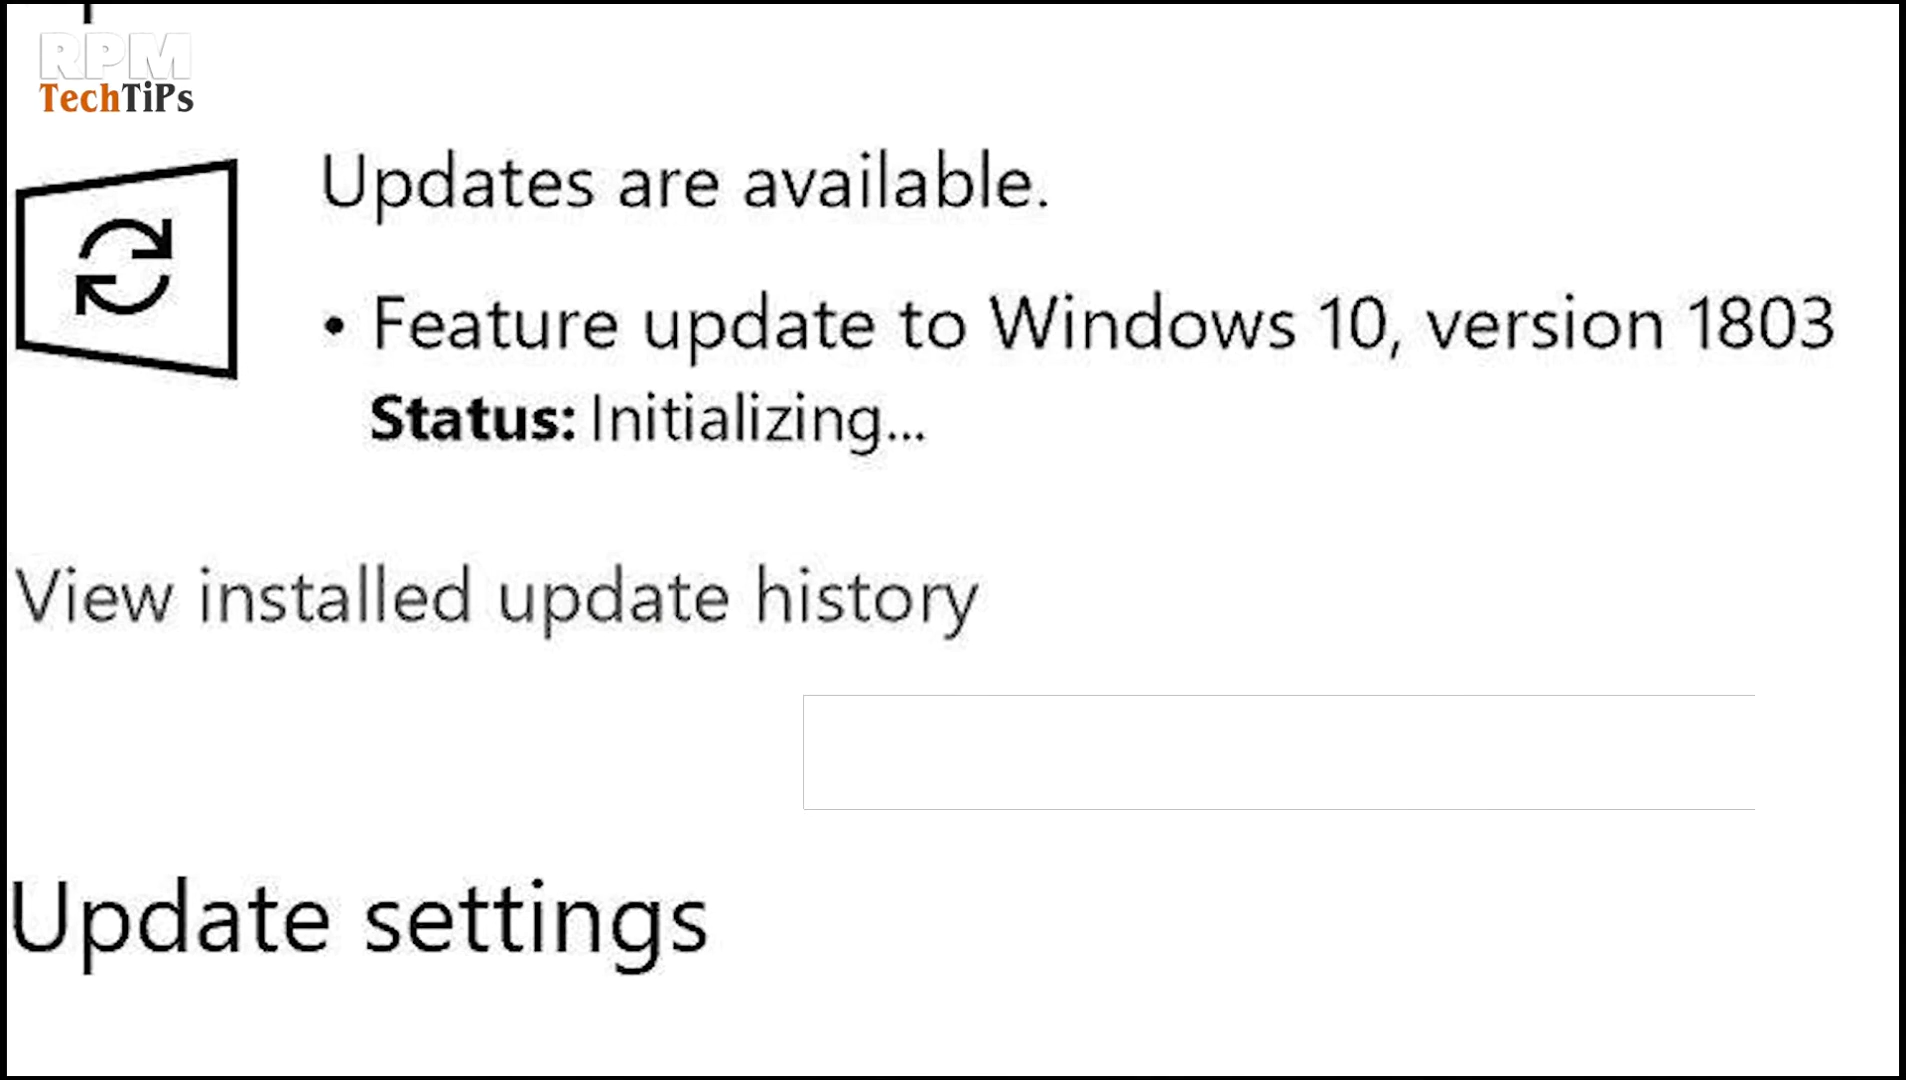 RPM
TechTiPs
Updates are available.
• Feature update to Windows 10, version 1803
Status: Initializing...
View installed update history
Update settings